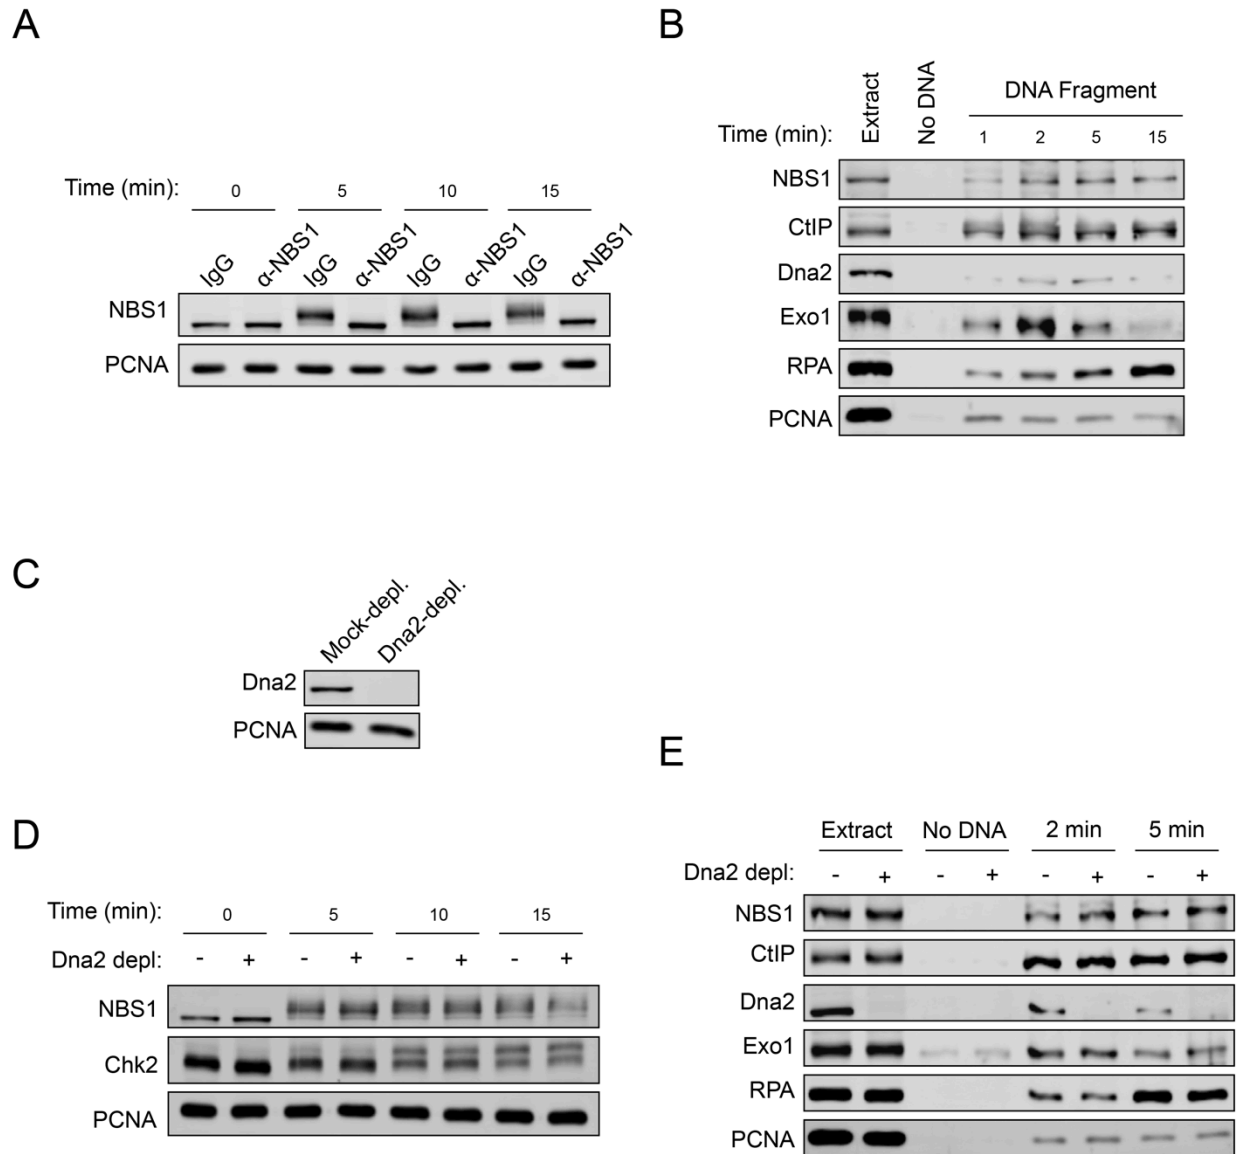 A
Time (min): 0 5 10 15
IgG α-NBS1 IgG α-NBS1 IgG α-NBS1 IgG α-NBS1
NBS1
PCNA
B
Extract No DNA DNA Fragment
Time (min): 1 2 5 15
NBS1
CtIP
Dna2
Exo1
RPA
PCNA
C
Mock-depl. Dna2-depl.
Dna2
PCNA
D
Time (min): 0 5 10 15
Dna2 depl: - + - + - + - +
NBS1
Chk2
PCNA
E
Extract No DNA 2 min 5 min
Dna2 depl: - + - + - + - +
NBS1
CtIP
Dna2
Exo1
RPA
PCNA